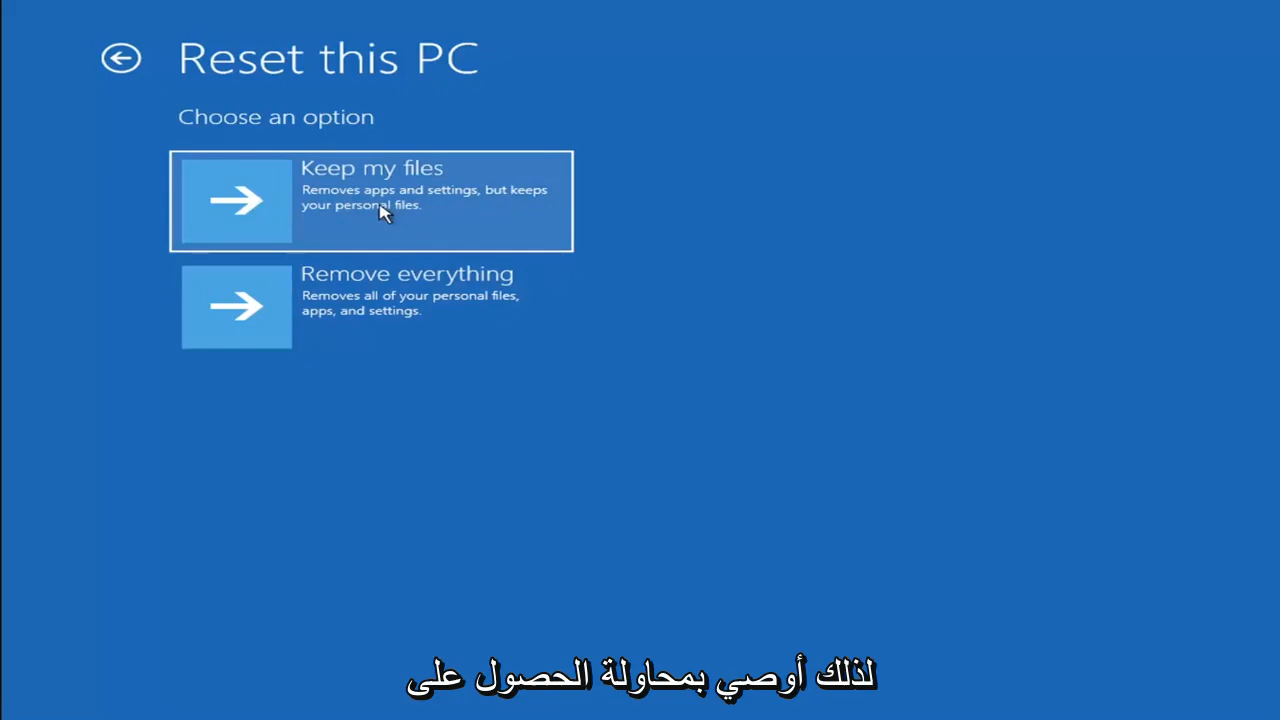 Reset this PC
Choose an option
Keep my files
Removes apps and settings, but keeps
your personal files.
Remove everything
Removes all of your personal files,
apps, and settings.
لذلك أوصي بمحاولة الحصول على